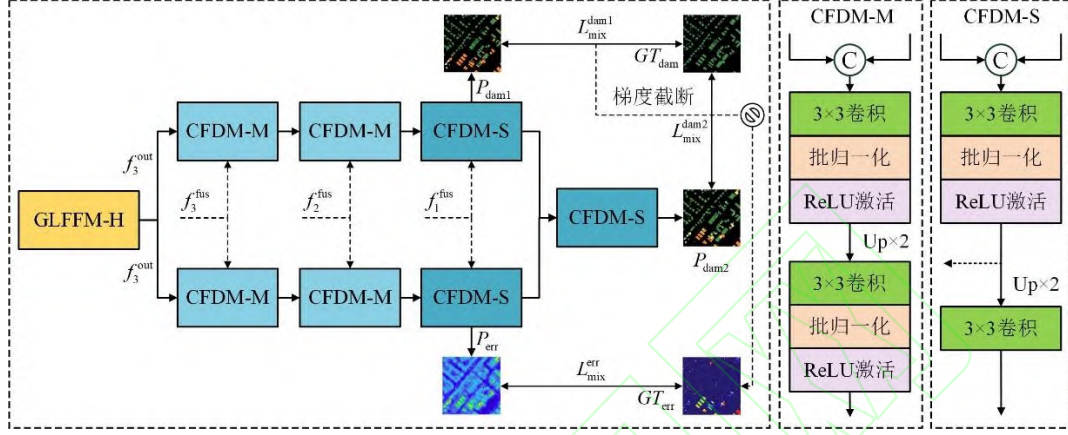 GLFFM-H
f_3^out
f_3^out
CFDM-M
CFDM-M
CFDM-S
CFDM-M
CFDM-M
CFDM-S
f_3^fus
f_2^fus
f_1^fus
CFDM-S
P_dam1
L_mix^dam1
GT_dam
梯度截断
L_mix^dam2
P_dam2
P_err
L_mix^err
GT_err
CFDM-M
C
3×3卷积
批归一化
ReLU激活
Up×2
3×3卷积
批归一化
ReLU激活
CFDM-S
C
3×3卷积
批归一化
ReLU激活
Up×2
3×3卷积